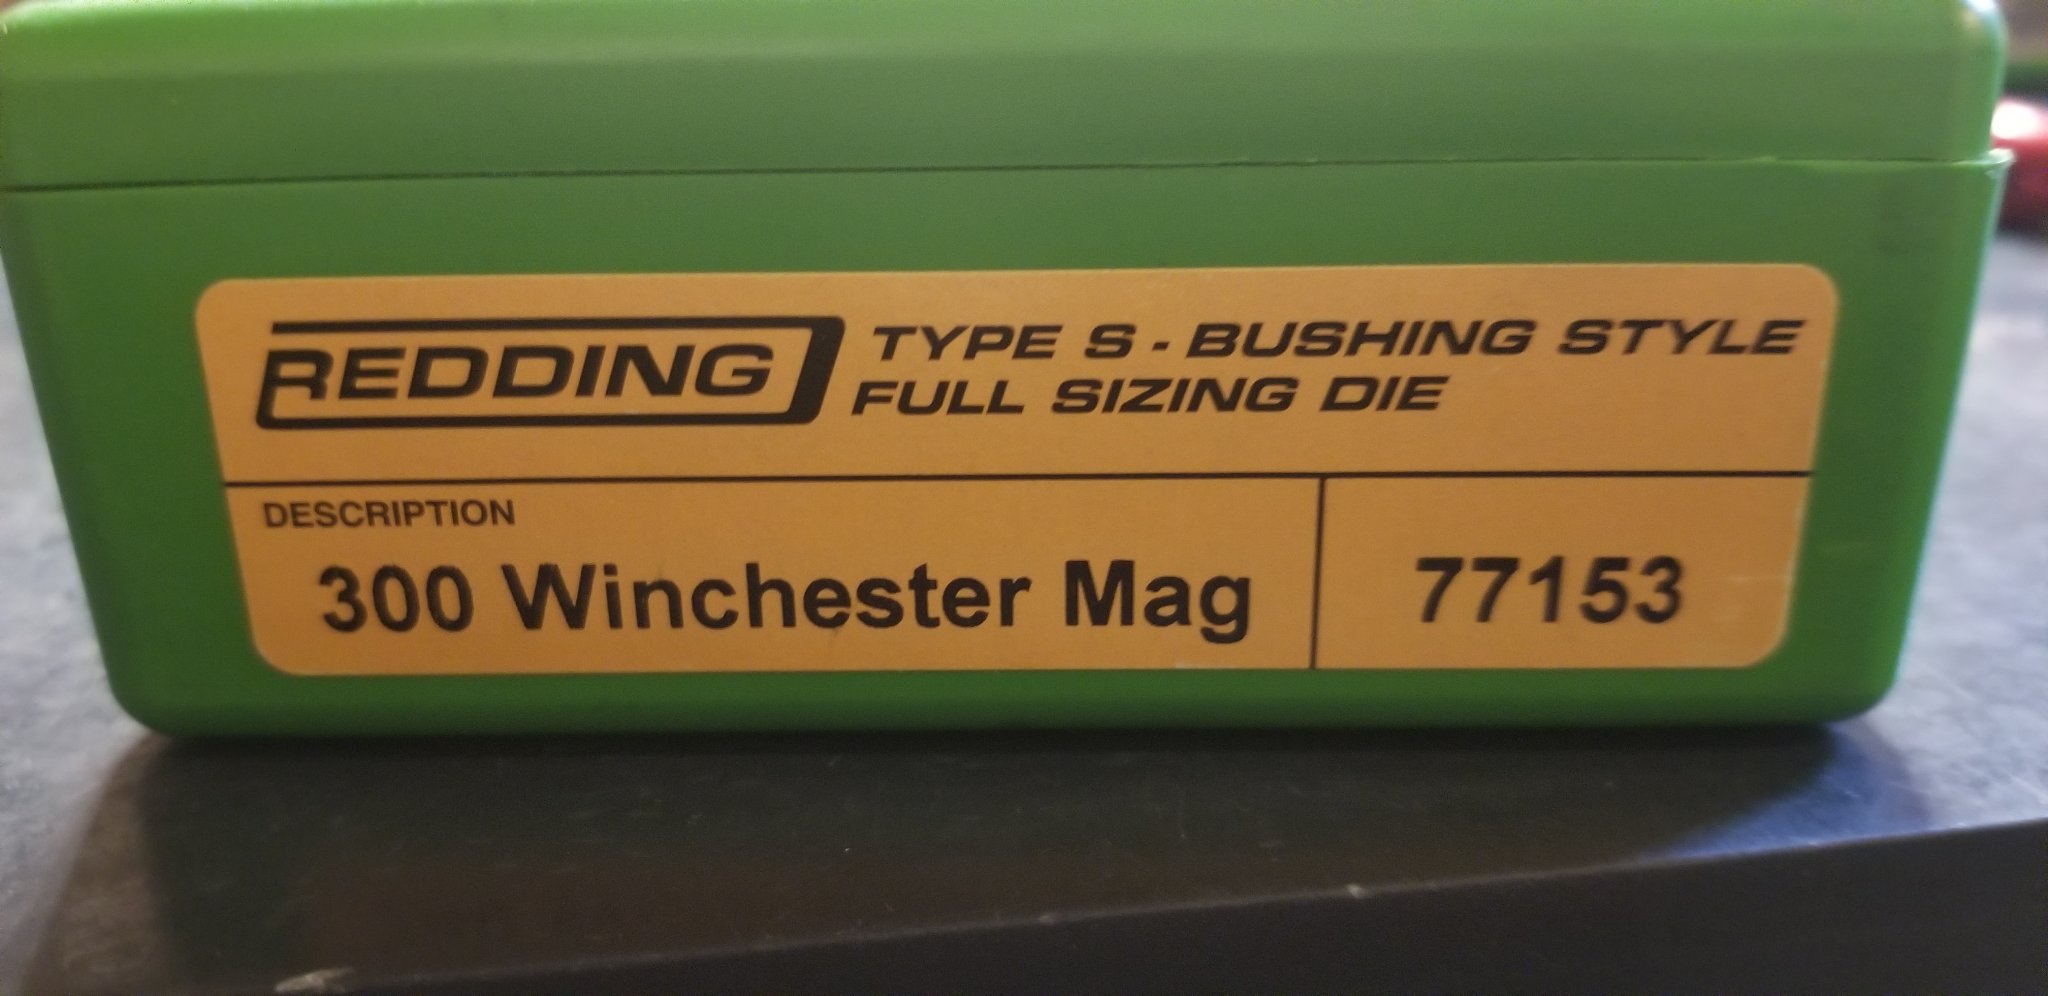 REDDING TYPE S - BUSHING STYLE
FULL SIZING DIE
DESCRIPTION
300 Winchester Mag 77153